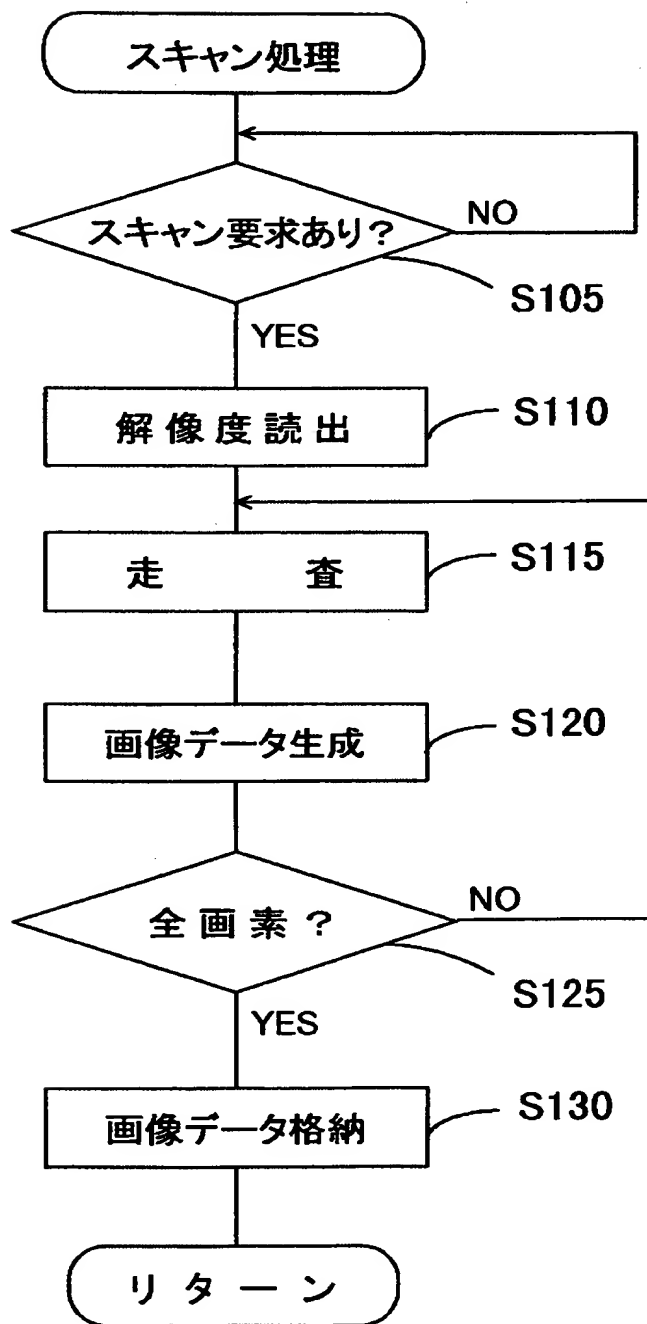 スキャン処理
スキャン要求あり?
NO
S105
YES
解像度読出
S110
走査
S115
画像データ生成
S120
全画素?
NO
S125
YES
画像データ格納
S130
リターン